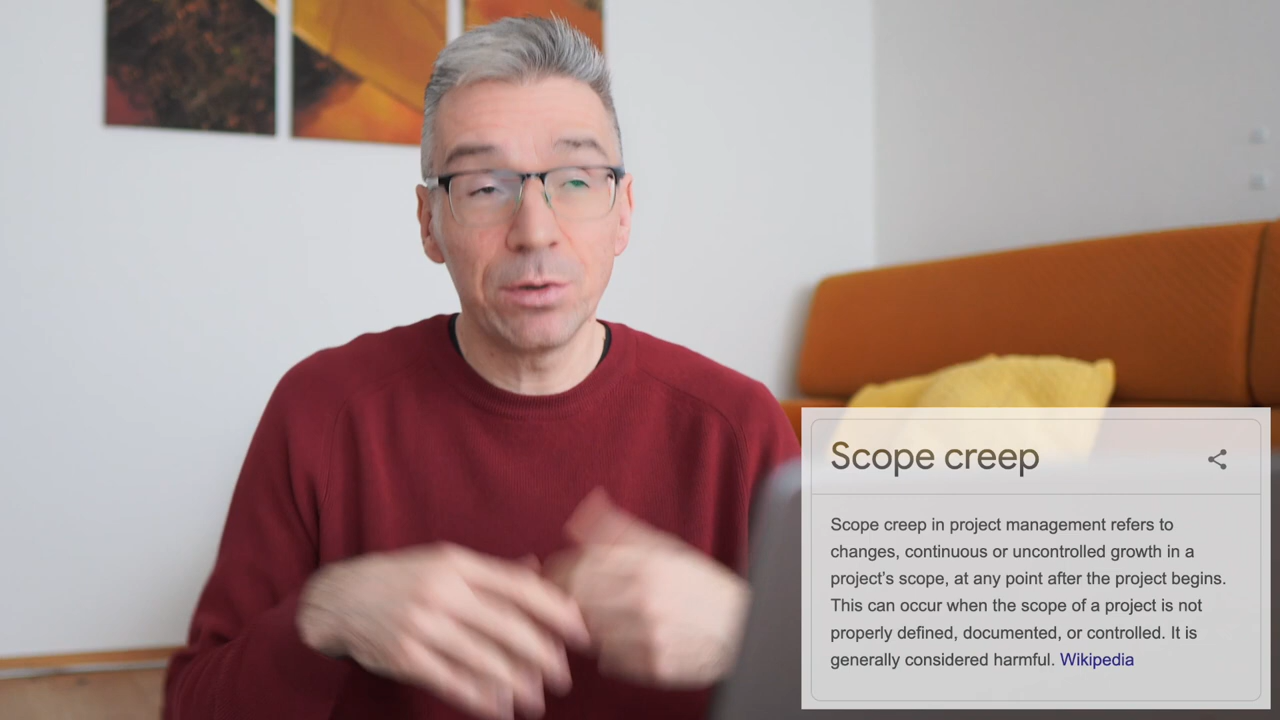 Scope creep
Scope creep in project management refers to
changes, continuous or uncontrolled growth in a
project's scope, at any point after the project begins.
This can occur when the scope of a project is not
properly defined, documented, or controlled. It is
generally considered harmful. Wikipedia